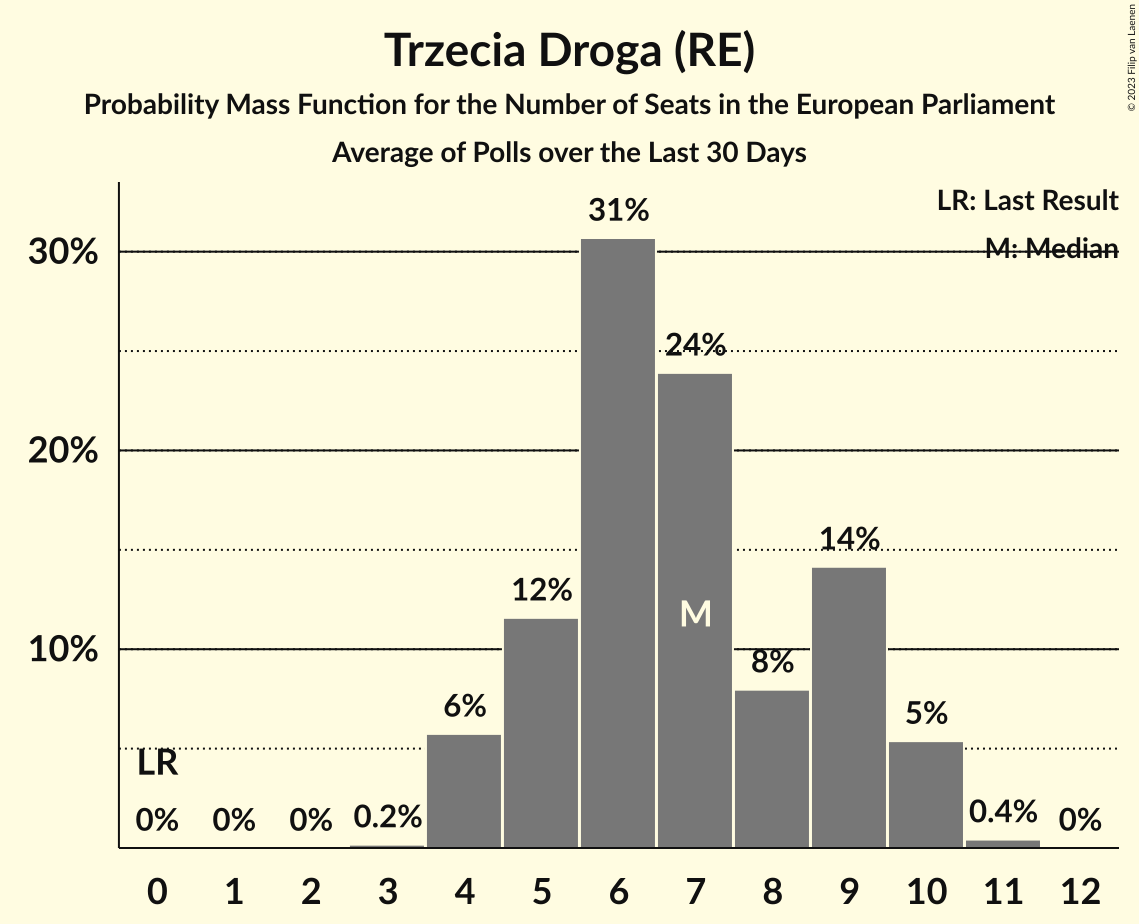 Trzecia Droga (RE)
Probability Mass Function for the Number of Seats in the European Parliament
Average of Polls over the Last 30 Days
© 2023 Filip van Laenen
LR: Last Result
M: Median
30%
20%
10%
LR
0%
0%
0%
0.2%
6%
12%
31%
24%
M
8%
14%
5%
0.4%
0%
0 1 2 3 4 5 6 7 8 9 10 11 12